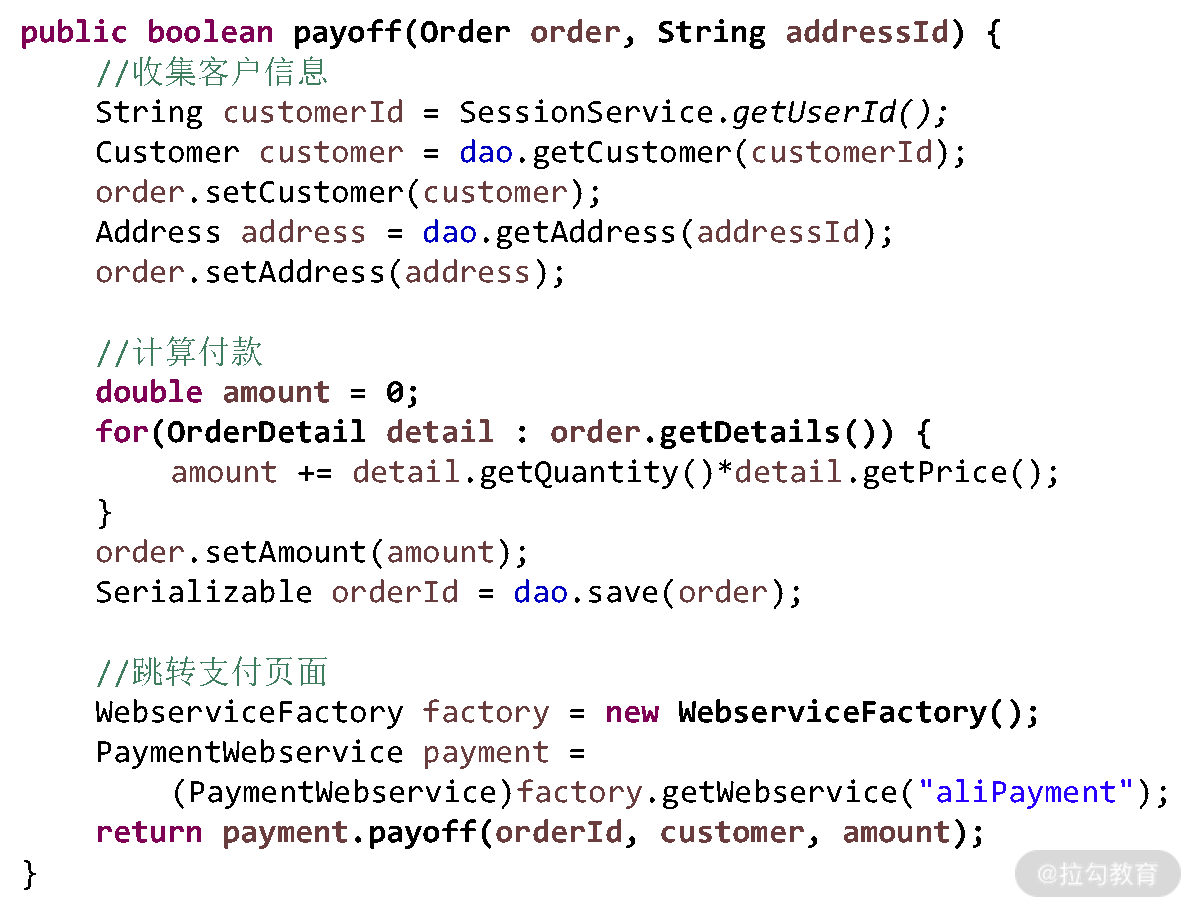 public boolean payoff(Order order, String addressId) {
//收集客户信息
String customerId = SessionService.getUserId();
Customer customer = dao.getCustomer(customerId);
order.setCustomer(customer);
Address address = dao.getAddress(addressId);
order.setAddress(address);
//计算付款
double amount = 0;
for(OrderDetail detail : order.getDetails()) {
amount += detail.getQuantity()*detail.getPrice();
}
order.setAmount(amount);
Serializable orderId = dao.save(order);
//跳转支付页面
WebserviceFactory factory = new WebserviceFactory();
PaymentWebservice payment =
(PaymentWebservice)factory.getWebservice("aliPayment");
return payment.payoff(orderId, customer, amount);
}
@拉勾教育